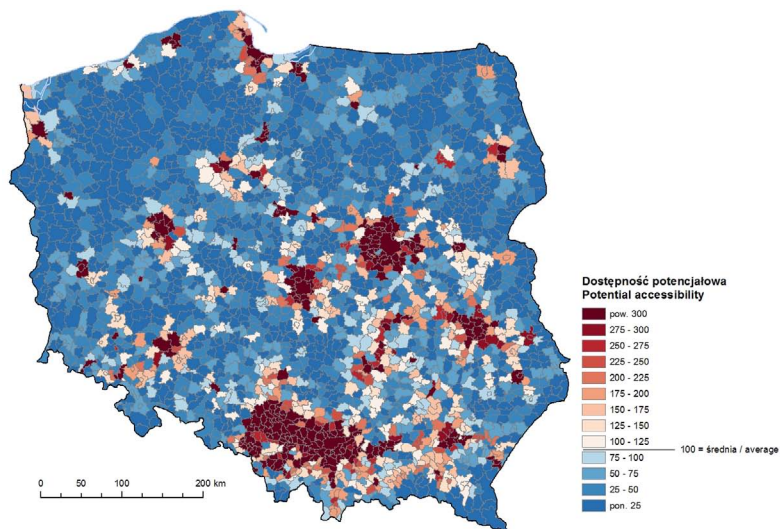 Dostępność potencjałowa
Potential accessibility
pow. 300
275 - 300
250 - 275
225 - 250
200 - 225
175 - 200
150 - 175
125 - 150
100 - 125
100 = średnia / average
75 - 100
50 - 75
25 - 50
pon. 25
0 50 100 200 km